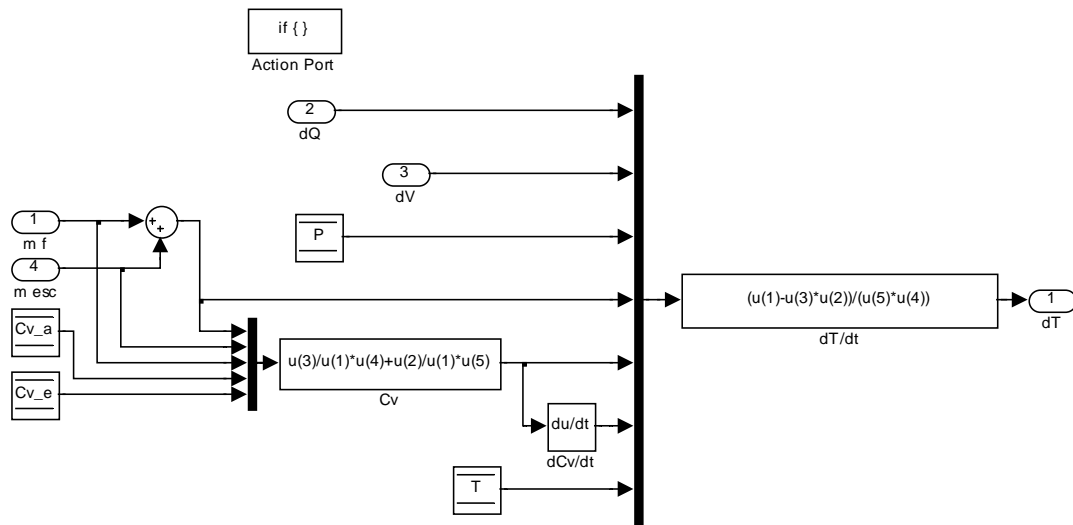 if { }
Action Port
2
dQ
3
dV
1
m f
+
+
P
4
m esc
(u(1)-u(3)*u(2))/(u(5)*u(4))
dT/dt
1
dT
Cv_a
u(3)/u(1)*u(4)+u(2)/u(1)*u(5)
Cv
Cv_e
du/dt
dCv/dt
T